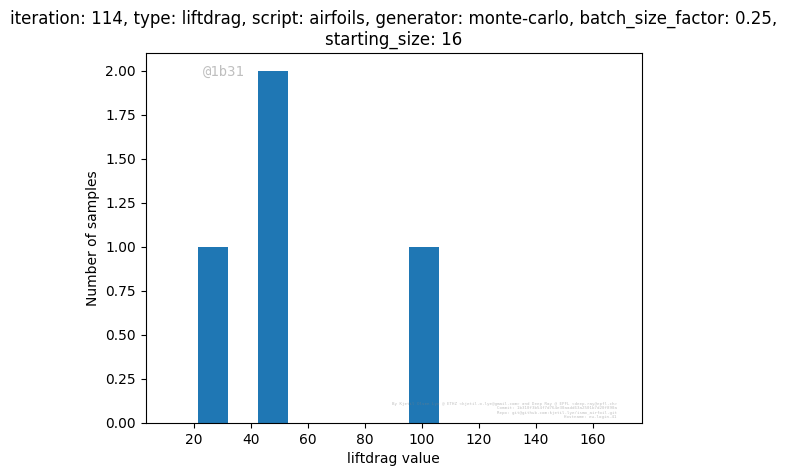 iteration: 114, type: liftdrag, script: airfoils, generator: monte-carlo, batch_size_factor: 0.25,
starting_size: 16
@1b31
2.00
1.75
1.50
1.25
1.00
0.75
0.50
0.25
0.00
Number of samples
20 40 60 80 100 120 140 160
liftdrag value